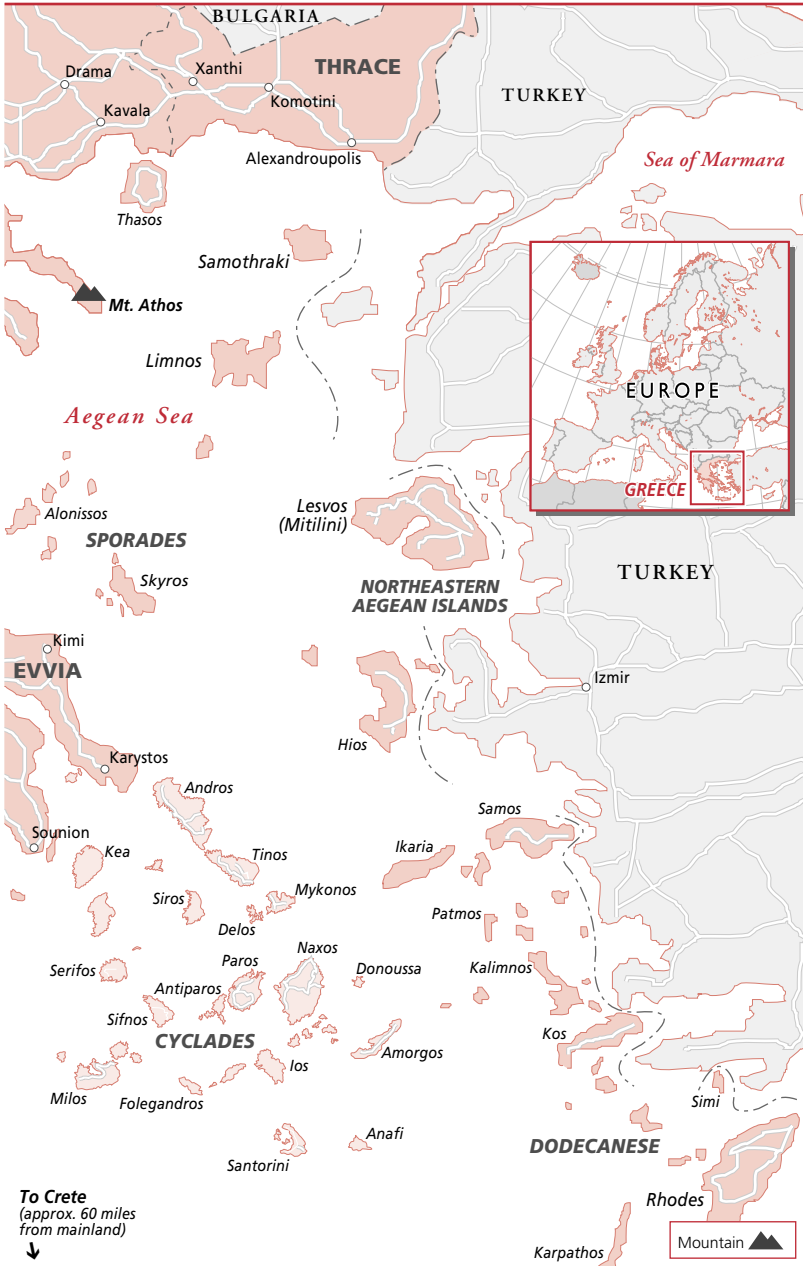 BULGARIA
Drama
Xanthi
THRACE
Kavala
Komotini
TURKEY
Alexandroupolis
Sea of Marmara
Thasos
Samothraki
Mt. Athos
Limnos
EUROPE
Aegean Sea
GREECE
Alonissos
Lesvos
(Mitilini)
SPORADES
Skyros
NORTHEASTERN
AEGEAN ISLANDS
TURKEY
Kimi
EVVIA
Izmir
Hios
Karystos
Andros
Samos
Sounion
Kea
Tinos
Ikaria
Siros
Mykonos
Delos
Patmos
Serifos
Paros
Naxos
Donoussa
Kalimnos
Antiparos
Sifnos
CYCLADES
Amorgos
Kos
Milos
Folegandros
Ios
Simi
Santorini
Anafi
DODECANESE
To Crete
(approx. 60 miles
from mainland)
Rhodes
Karpathos
Mountain